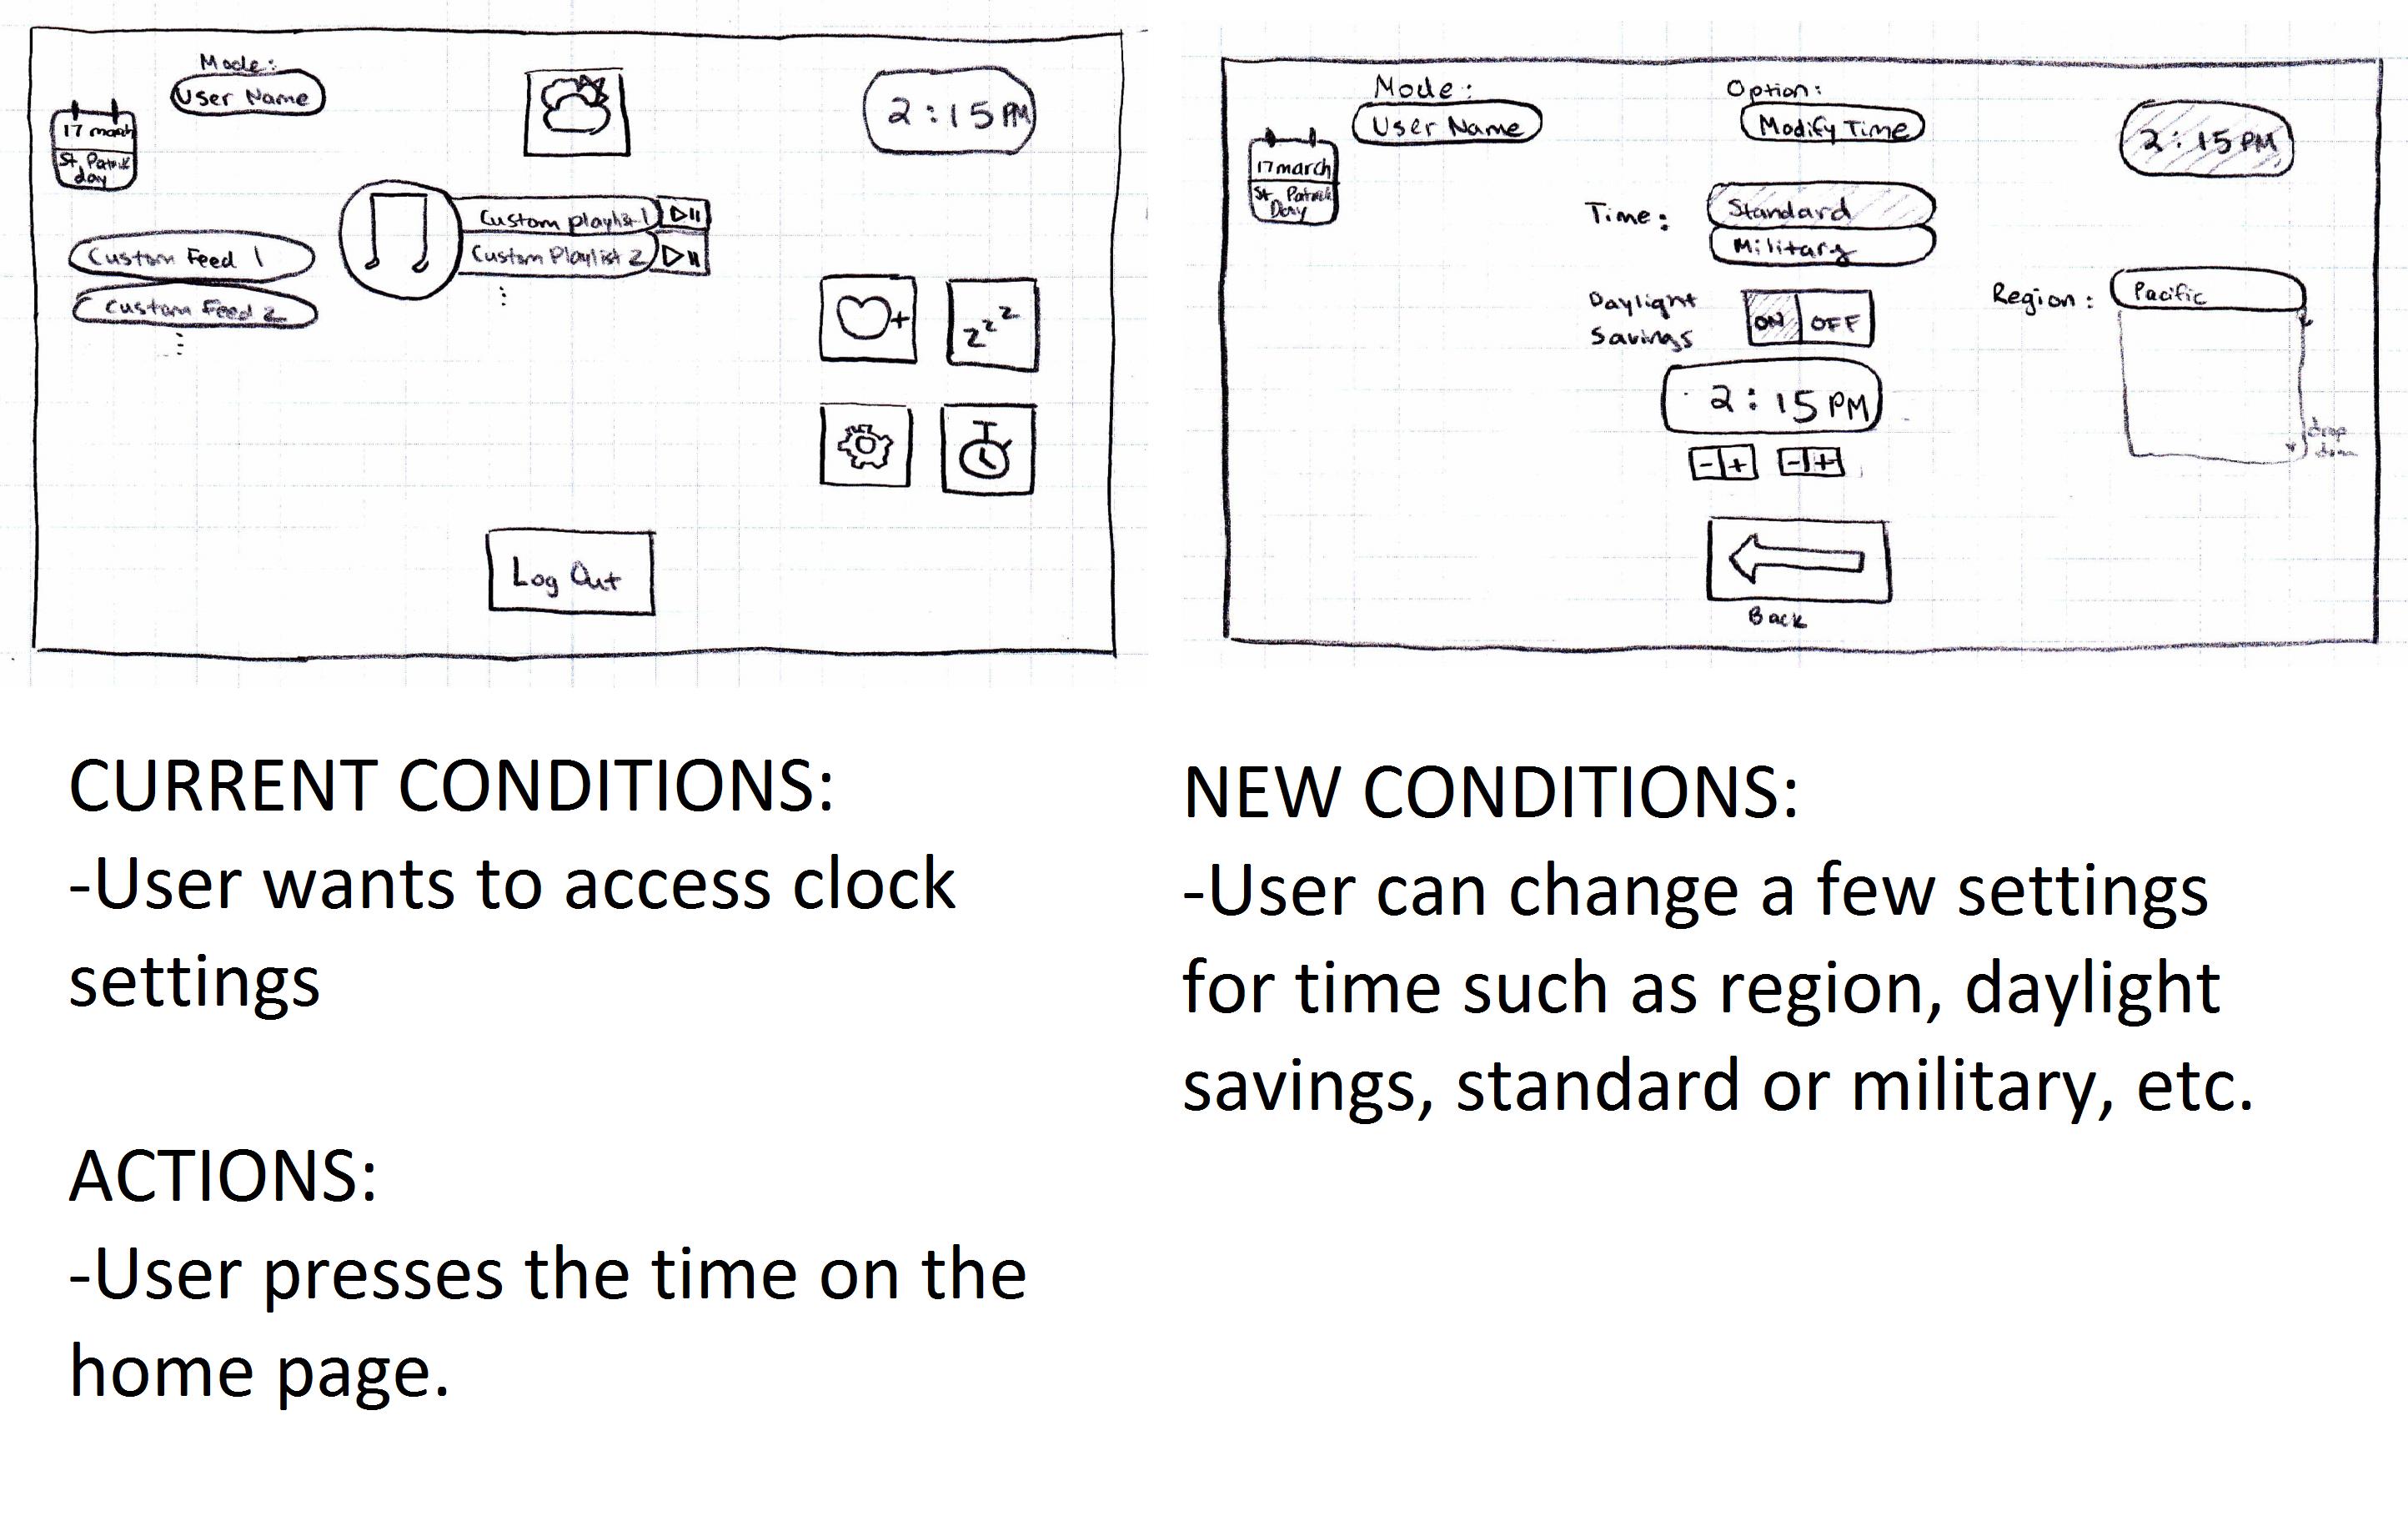 Mode:
User Name
17 march
St. Patrick
day
2:15 PM
Custom playlist 1
Custom Playlist 2
Custom Feed 1
Custom Feed 2
zzz
Log Out
Mode:
User Name
Option:
Modify Time
2:15 PM
17 march
St Patrick
Day
Time:
Standard
Military
Daylight
Savings
ON OFF
Region:
Pacific
2:15 PM
- + - +
drop
down
Back
CURRENT CONDITIONS:
-User wants to access clock
settings
ACTIONS:
-User presses the time on the
home page.
NEW CONDITIONS:
-User can change a few settings
for time such as region, daylight
savings, standard or military, etc.